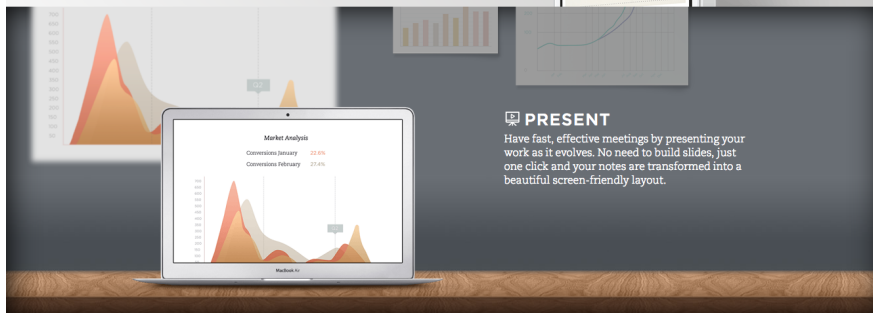 PRESENT
Have fast, effective meetings by presenting your
work as it evolves. No need to build slides, just
one click and your notes are transformed into a
beautiful screen-friendly layout.
Market Analysis
Conversions January 22.6%
Conversions February 27.4%
MacBook Air